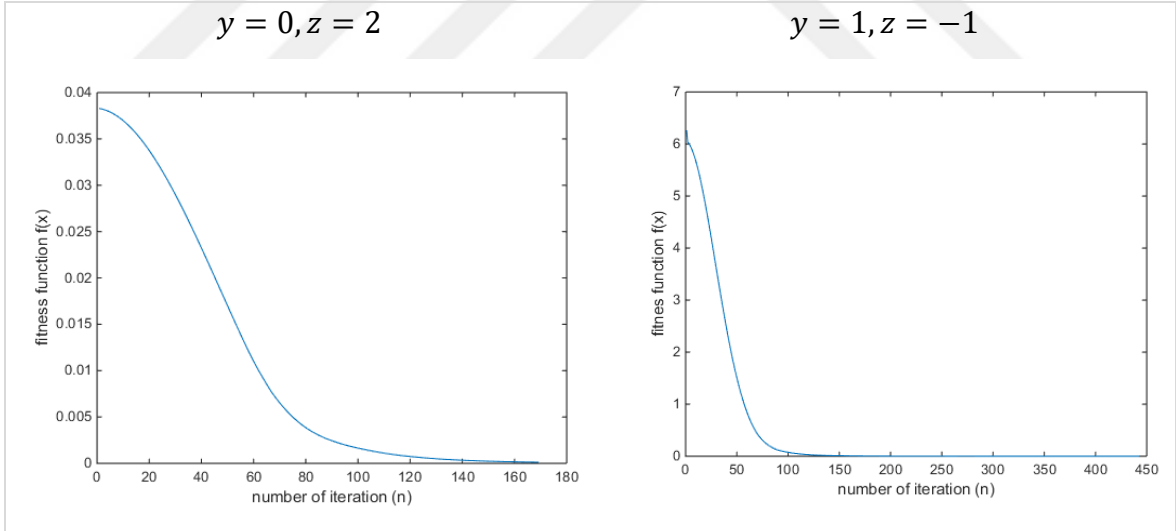 y = 0, z = 2
0.04
0.035
0.03
0.025
0.02
0.015
0.01
0.005
0
fitness function f(x)
0 20 40 60 80 100 120 140 160 180
number of iteration (n)
y = 1, z = −1
7
6
5
4
3
2
1
0
fitnes function f(x)
0 50 100 150 200 250 300 350 400 450
number of iteration (n)